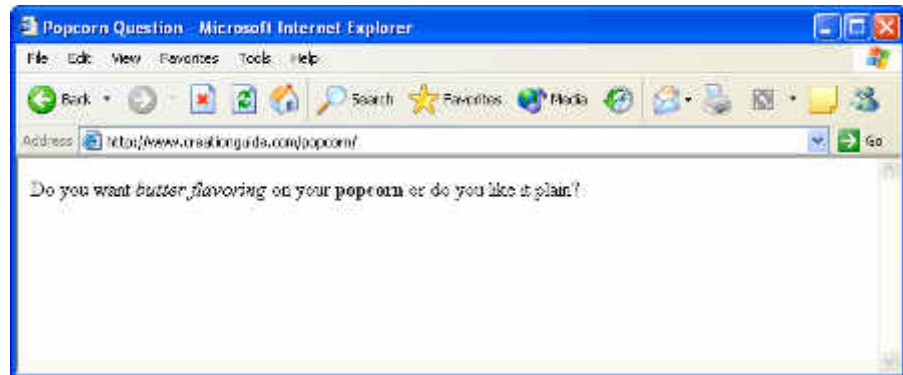 Popcorn Question - Microsoft Internet Explorer
File Edit View Favorites Tools Help
Back Search Favorites Media
Address http://www.creationguide.com/popcorn/ Go
Do you want butter flavoring on your popcorn or do you like it plain?